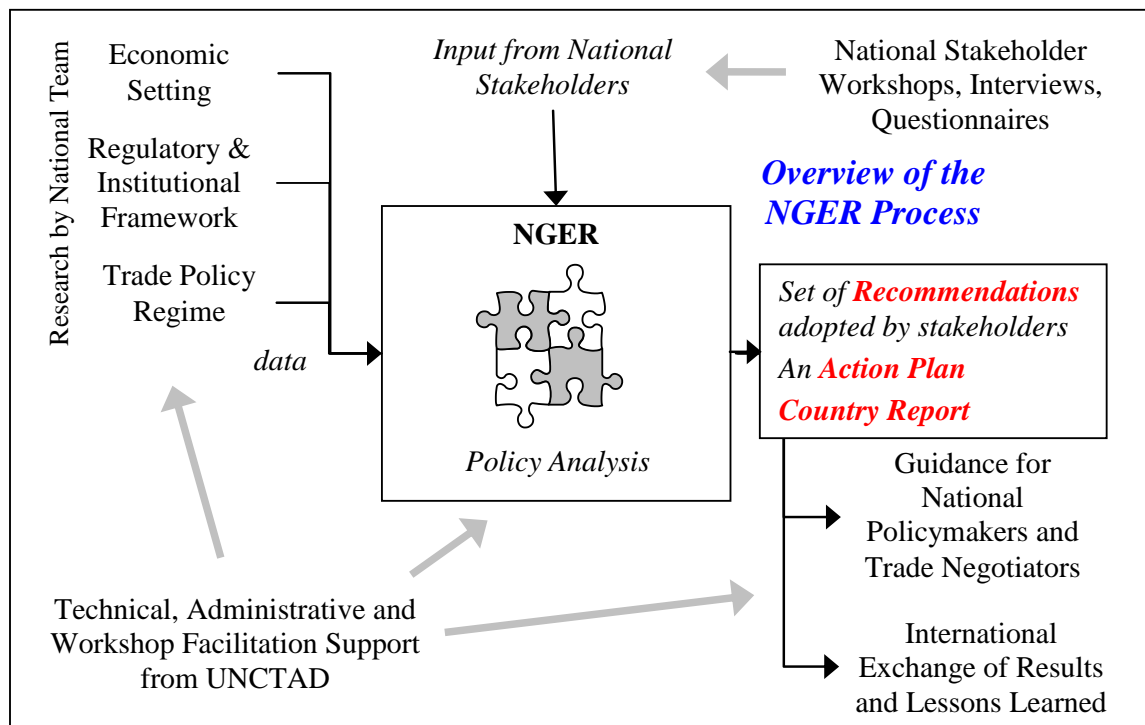 Research by National Team
Economic
Setting
Regulatory &
Institutional
Framework
Trade Policy
Regime
data
Input from National
Stakeholders
National Stakeholder
Workshops, Interviews,
Questionnaires
Overview of the
NGER Process
NGER
Policy Analysis
Set of Recommendations
adopted by stakeholders
An Action Plan
Country Report
Guidance for
National
Policymakers and
Trade Negotiators
International
Exchange of Results
and Lessons Learned
Technical, Administrative and
Workshop Facilitation Support
from UNCTAD